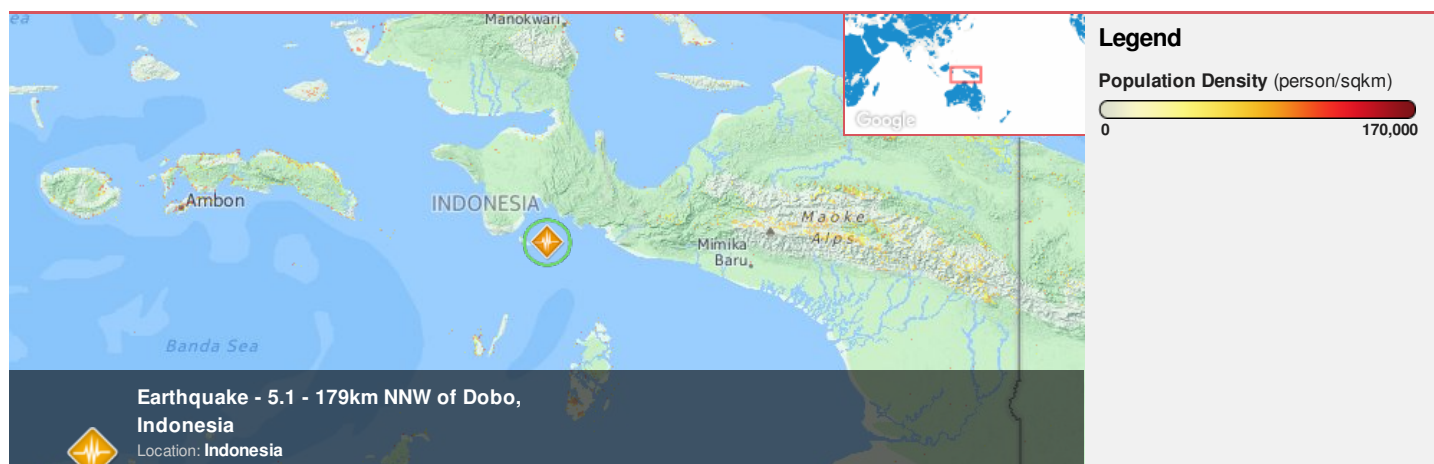 ea
Manokwari
Ambon
INDONESIA
Maoke
Alps
Mimika
Baru
Banda Sea
Google
Legend
Population Density (person/sqkm)
0 170,000
Earthquake - 5.1 - 179km NNW of Dobo,
Indonesia
Location: Indonesia